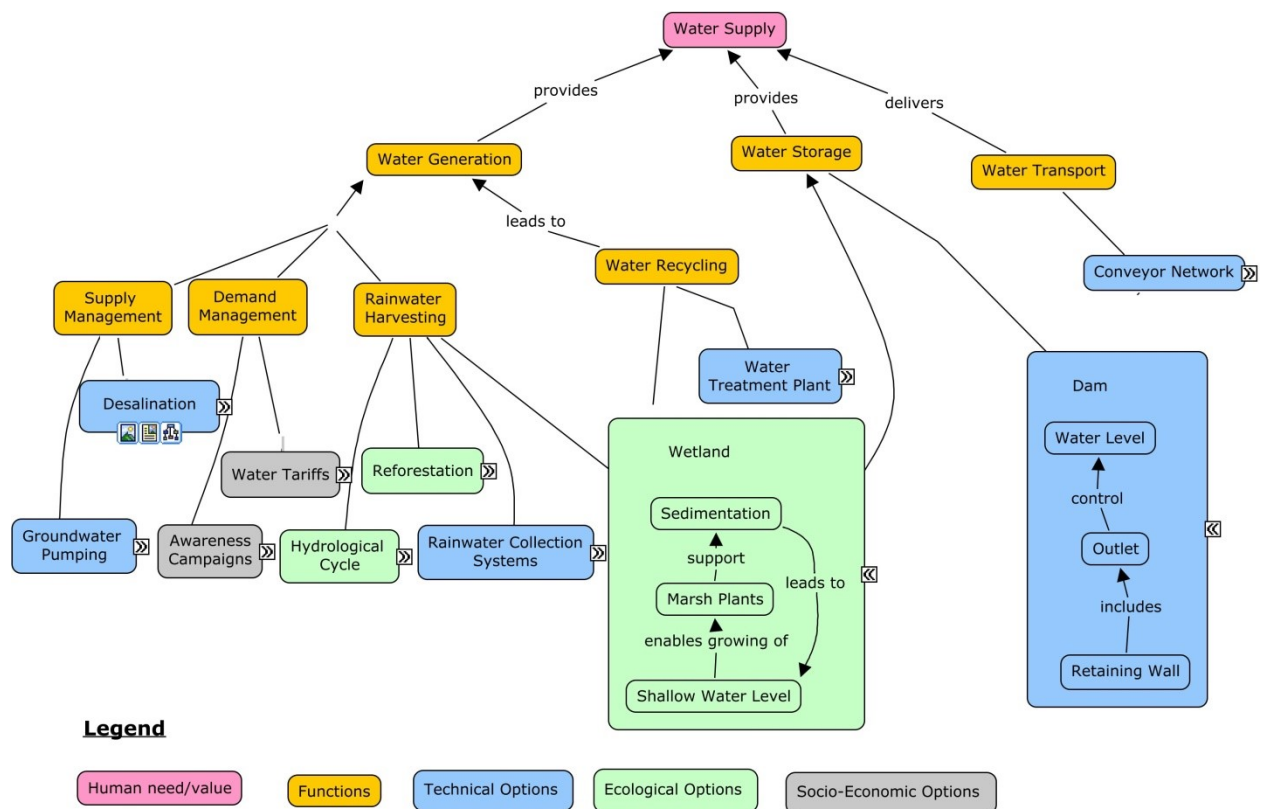 Water Supply
provides
provides
delivers
Water Generation
Water Storage
Water Transport
leads to
Water Recycling
Conveyor Network
Supply
Management
Demand
Management
Rainwater
Harvesting
Water
Treatment Plant
Desalination
Dam
Water Level
Wetland
Water Tariffs
Reforestation
control
Sedimentation
Groundwater
Pumping
Awareness
Campaigns
Hydrological
Cycle
Rainwater Collection
Systems
Outlet
support
leads to
Marsh Plants
includes
enables growing of
Retaining Wall
Shallow Water Level
Legend
Human need/value
Functions
Technical Options
Ecological Options
Socio-Economic Options